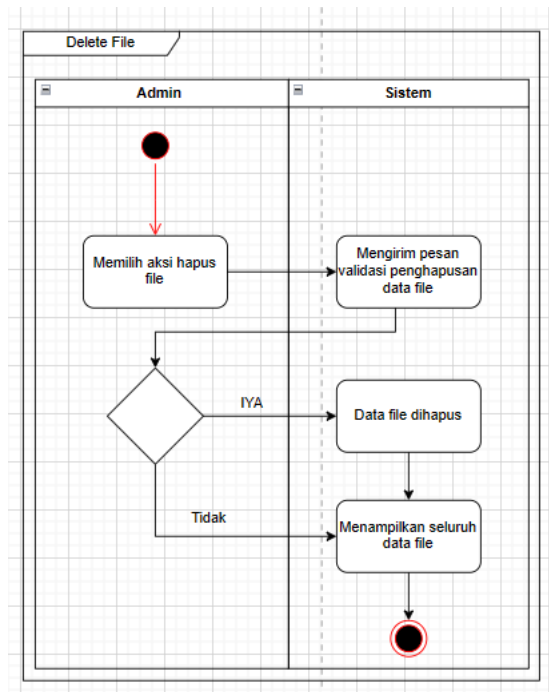 Delete File
Admin
Sistem
Memilih aksi hapus
file
Mengirim pesan
validasi penghapusan
data file
IYA
Data file dihapus
Tidak
Menampilkan seluruh
data file